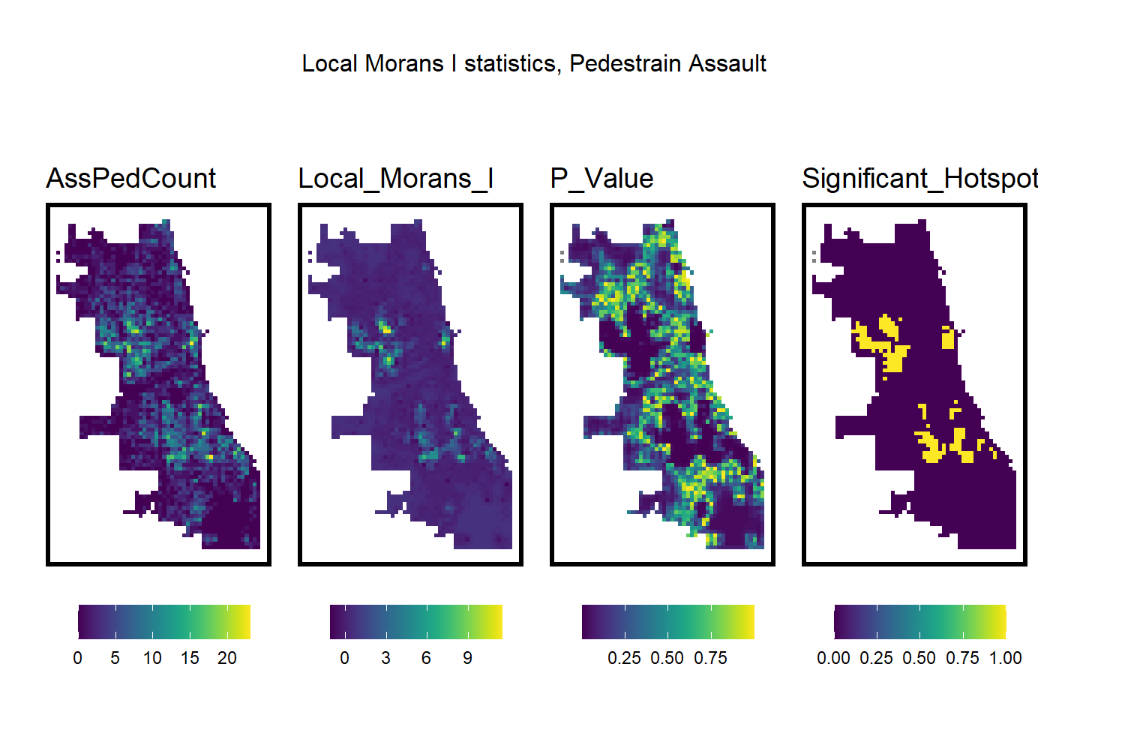 Local Morans I statistics, Pedestrain Assault
AssPedCount
Local_Morans_I
P_Value
Significant_Hotspot
0 5 10 15 20
0 3 6 9
0.25 0.50 0.75
0.00 0.25 0.50 0.75 1.00